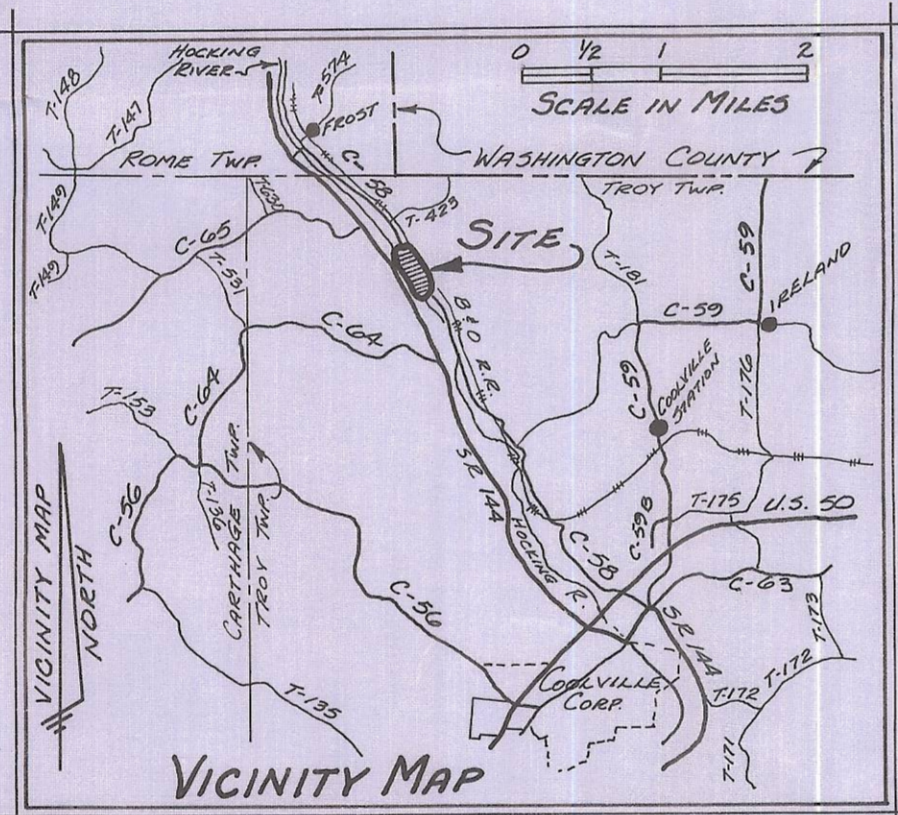 HOCKING
RIVER
T-148
T-147
R-574
FROST
0 1/2 1 2
SCALE IN MILES
ROME TWP.
C-58
WASHINGTON COUNTY
TROY TWP.
T-149
T-149
C-65
T-423
SITE
T-531
T-181
C-59
C-59
IRELAND
C-64
B&O R.R.
C-64
COOLVILLE
STATION
C-59
T-176
T-153
SR 144
C-56
T-136
CARTHAGE TWP.
TROY TWP.
T-175
U.S. 50
C-59B
HOCKING R.
C-58
C-63
C-56
SR 144
T-173
VICINITY MAP
NORTH
T-135
COOLVILLE
CORP.
T-172
T-172
T-171
VICINITY MAP